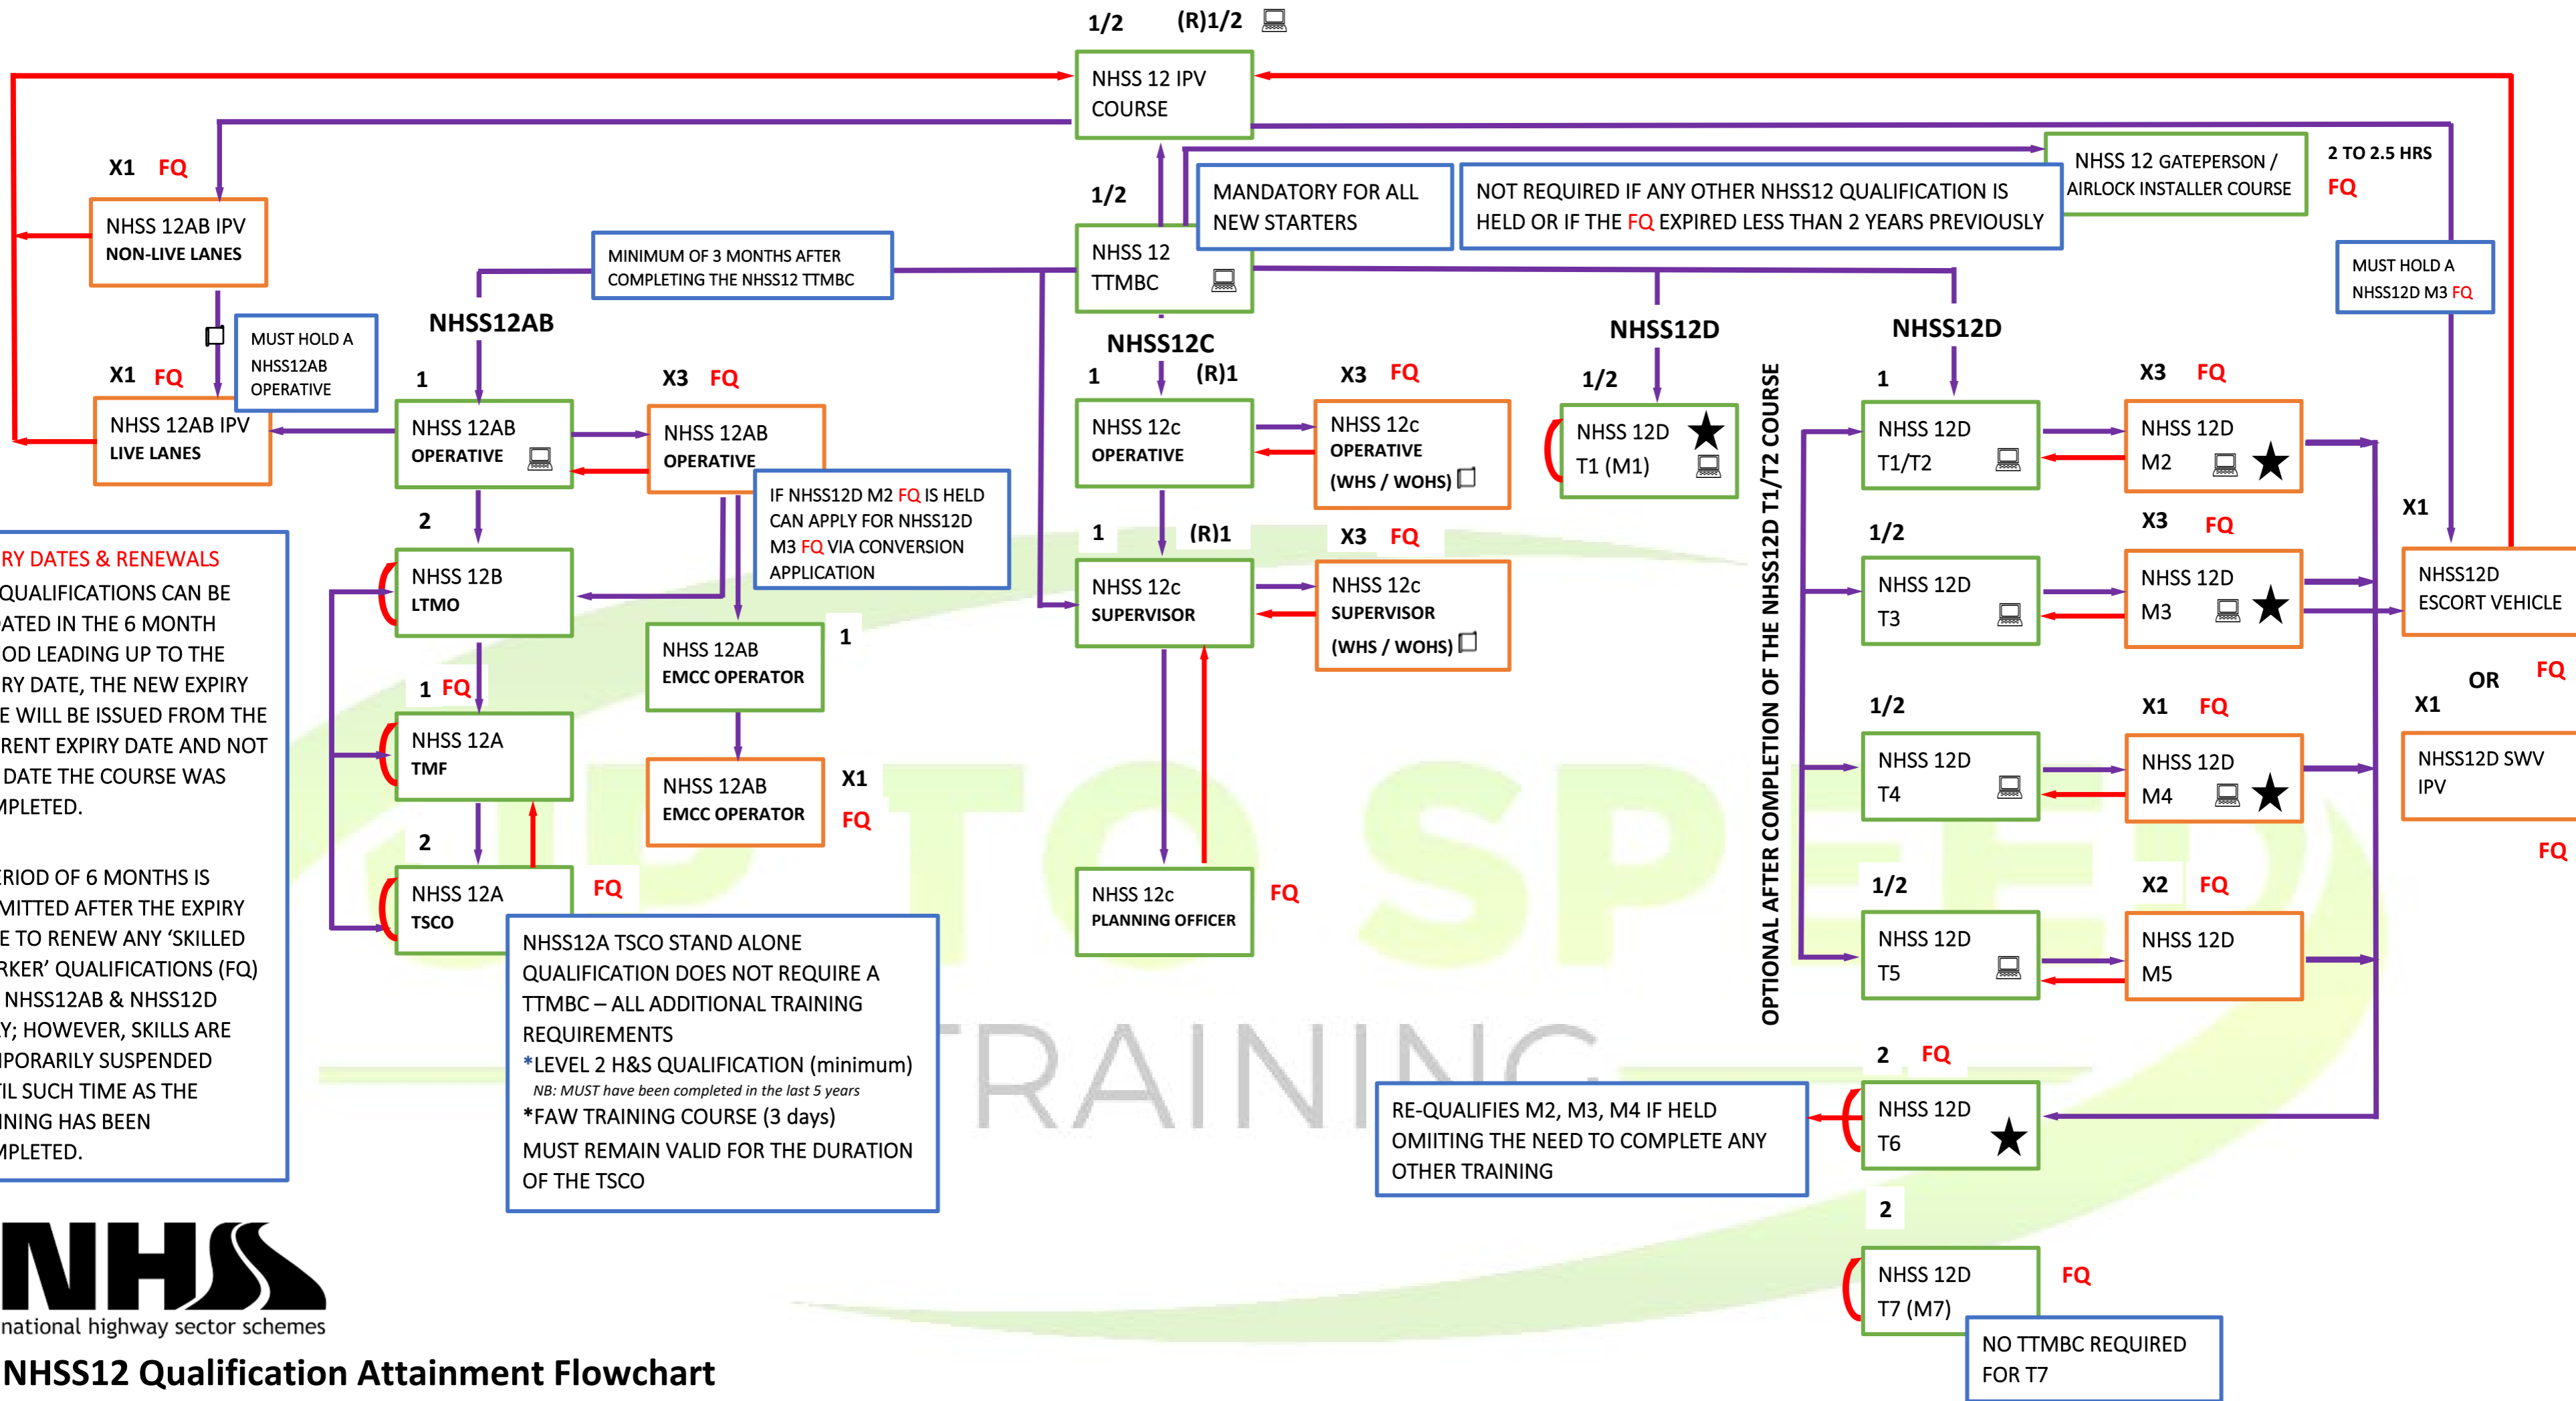 1/2
(R)1/2
NHSS 12 IPV
COURSE
X1 FQ
NHSS 12AB IPV
NON-LIVE LANES
1/2
MANDATORY FOR ALL
NEW STARTERS
NOT REQUIRED IF ANY OTHER NHSS12 QUALIFICATION IS
HELD OR IF THE FQ EXPIRED LESS THAN 2 YEARS PREVIOUSLY
NHSS 12 GATEPERSON /
AIRLOCK INSTALLER COURSE
2 TO 2.5 HRS
FQ
MINIMUM OF 3 MONTHS AFTER
COMPLETING THE NHSS12 TTMBC
NHSS 12
TTMBC
MUST HOLD A
NHSS12D M3 FQ
MUST HOLD A
NHSS12AB
OPERATIVE
X1 FQ
NHSS 12AB IPV
LIVE LANES
NHSS12AB
1
NHSS 12AB
OPERATIVE
X3 FQ
NHSS 12AB
OPERATIVE
IF NHSS12D M2 FQ IS HELD
CAN APPLY FOR NHSS12D
M3 FQ VIA CONVERSION
APPLICATION
2
NHSS 12B
LTMO
1 FQ
NHSS 12A
TMF
2
NHSS 12A
TSCO
FQ
1
NHSS 12AB
EMCC OPERATOR
NHSS 12AB
EMCC OPERATOR
X1
FQ
NHSS12C
1
(R)1
NHSS 12c
OPERATIVE
X3 FQ
NHSS 12c
OPERATIVE
(WHS / WOHS)
1
(R)1
NHSS 12c
SUPERVISOR
X3 FQ
NHSS 12c
SUPERVISOR
(WHS / WOHS)
NHSS 12c
PLANNING OFFICER
FQ
NHSS12D
1/2
NHSS 12D
T1 (M1)
OPTIONAL AFTER COMPLETION OF THE NHSS12D T1/T2 COURSE
NHSS12D
1
NHSS 12D
T1/T2
X3 FQ
NHSS 12D
M2
1/2
NHSS 12D
T3
X3 FQ
NHSS 12D
M3
1/2
NHSS 12D
T4
X1 FQ
NHSS 12D
M4
1/2
NHSS 12D
T5
X2 FQ
NHSS 12D
M5
X1
NHSS12D
ESCORT VEHICLE
FQ
OR
X1
NHSS12D SWV
IPV
FQ
2 FQ
NHSS 12D
T6
RE-QUALIFIES M2, M3, M4 IF HELD
OMIITING THE NEED TO COMPLETE ANY
OTHER TRAINING
2
NHSS 12D
T7 (M7)
FQ
NO TTMBC REQUIRED
FOR T7
RY DATES & RENEWALS
QUALIFICATIONS CAN BE
DATED IN THE 6 MONTH
IOD LEADING UP TO THE
RY DATE, THE NEW EXPIRY
E WILL BE ISSUED FROM THE
RENT EXPIRY DATE AND NOT
DATE THE COURSE WAS
MPLETED.
ERIOD OF 6 MONTHS IS
MITTED AFTER THE EXPIRY
E TO RENEW ANY ‘SKILLED
RKER’ QUALIFICATIONS (FQ)
NHSS12AB & NHSS12D
Y; HOWEVER, SKILLS ARE
MPORARILY SUSPENDED
TIL SUCH TIME AS THE
INING HAS BEEN
MPLETED.
NHSS12A TSCO STAND ALONE
QUALIFICATION DOES NOT REQUIRE A
TTMBC – ALL ADDITIONAL TRAINING
REQUIREMENTS
*LEVEL 2 H&S QUALIFICATION (minimum)
NB: MUST have been completed in the last 5 years
*FAW TRAINING COURSE (3 days)
MUST REMAIN VALID FOR THE DURATION
OF THE TSCO
UP TO SPEED
TRAINING
NHSS
national highway sector schemes
NHSS12 Qualification Attainment Flowchart